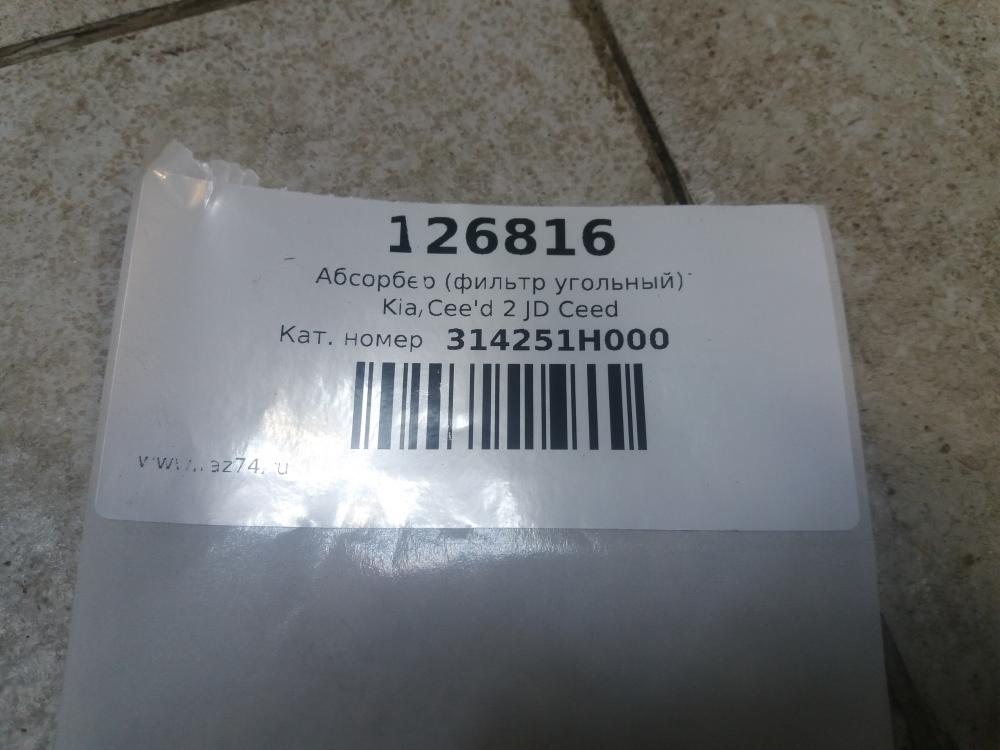 126816
Абсорбер (фильтр угольный)
Kia,Cee'd 2 JD Ceed
Кат. номер 314251H000